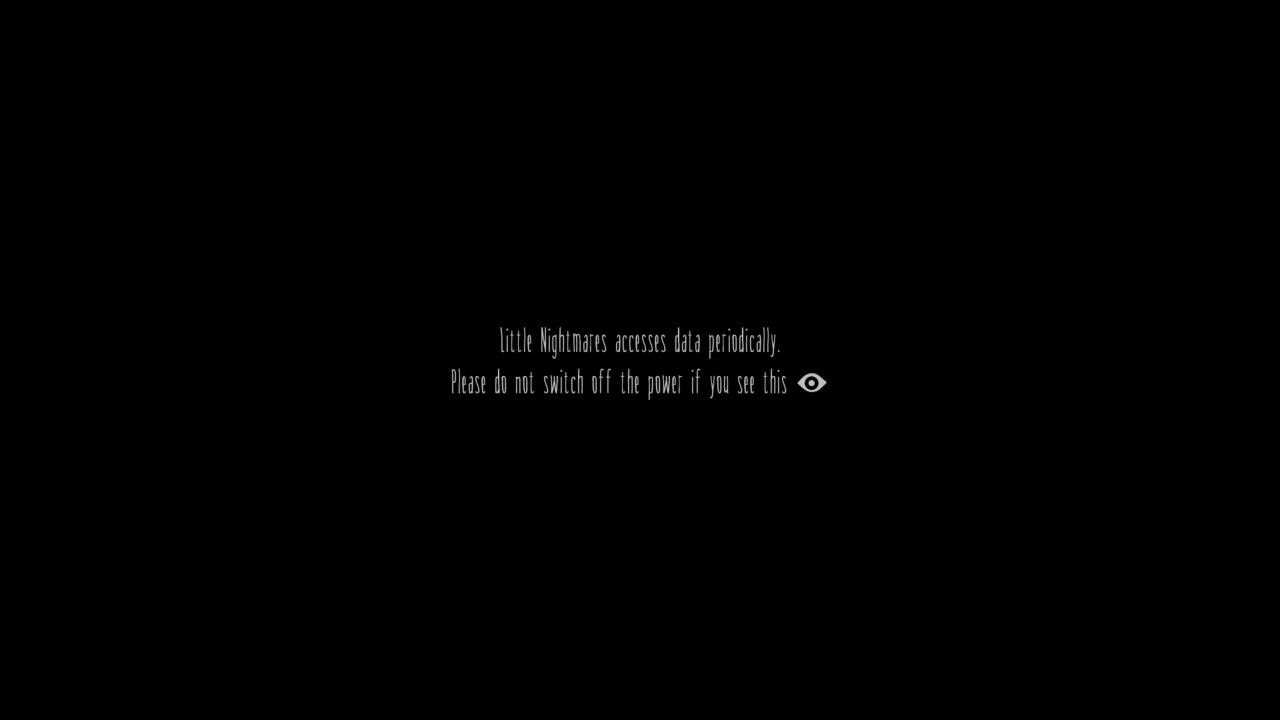 Little Nightmares accesses data periodically.
Please do not switch off the power if you see this